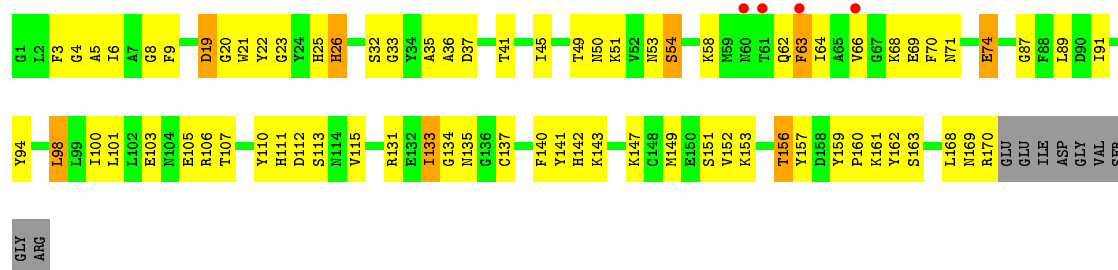 G1 L2 F3 G4 A5 I6 A7 G8 F9 D19 G20 W21 Y22 G23 Y24 H25 H26 S32 G33 Y34 A35 A36 D37 T41 I45 T49 N50 K51 V52 N53 S54 K58 M59 N60 T61 Q62 F63 I64 A65 V66 G67 K68 E69 F70 N71 E74 G87 F88 L89 D90 I91
Y94 L98 L99 I100 L101 L102 E103 N104 E105 R106 T107 Y110 H111 D112 S113 N114 V115 R131 E132 I133 G134 N135 G136 C137 F140 Y141 H142 K143 K147 C148 M149 E150 S151 V152 K153 T156 Y157 D158 Y159 P160 K161 Y162 S163 L168 N169 R170 GLU GLU ILE ASP GLY VAL SER
GLY ARG